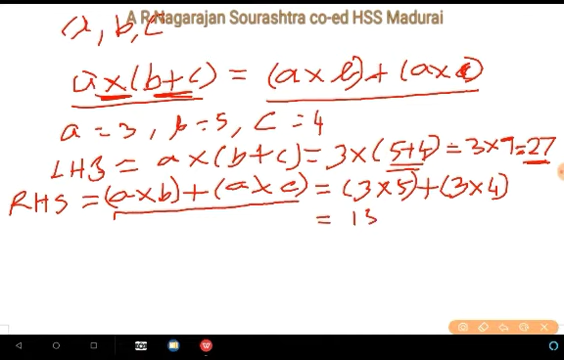 A R Nagarajan Sourashtra co-ed HSS Madurai
a, b, c
a × (b + c) = (a × b) + (a × c)
a = 3, b = 5, c = 4
LHS = a × (b + c) = 3 × (5 + 4) = 3 × 9 = 27
RHS = (a × b) + (a × c) = (3 × 5) + (3 × 4)
= 15